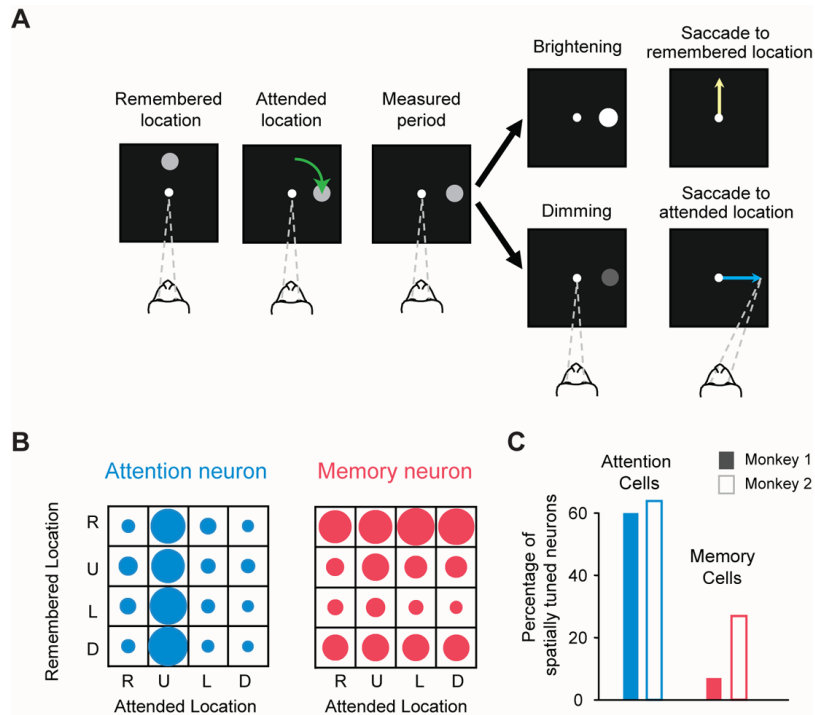 A
Remembered
location
Attended
location
Measured
period
Brightening
Saccade to
remembered location
Dimming
Saccade to
attended location
B
Attention neuron
Memory neuron
Remembered Location
R
U
L
D
R U L D
Attended Location
R U L D
Attended Location
C
Attention
Cells
Monkey 1
Monkey 2
Memory
Cells
Percentage of
spatially tuned neurons
60
40
20
0